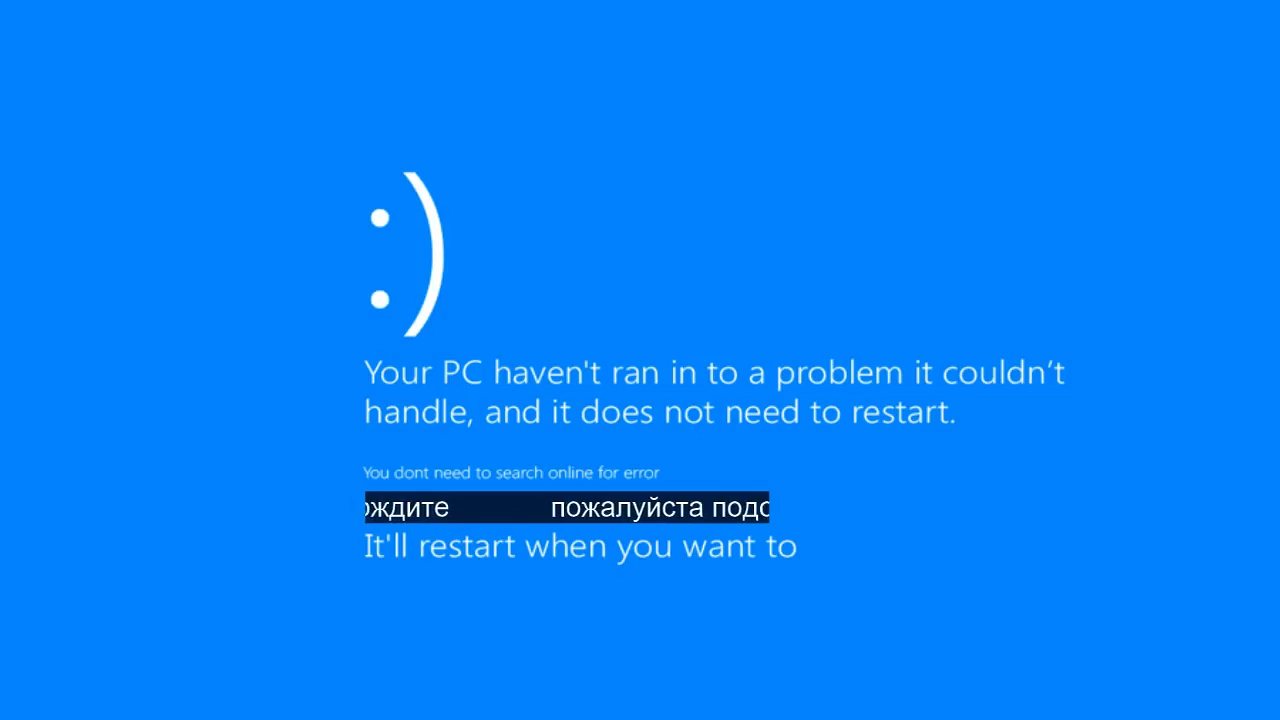 :)
Your PC haven't ran in to a problem it couldn’t
handle, and it does not need to restart.
You dont need to search online for error
ождите пожалуйста подо
It'll restart when you want to